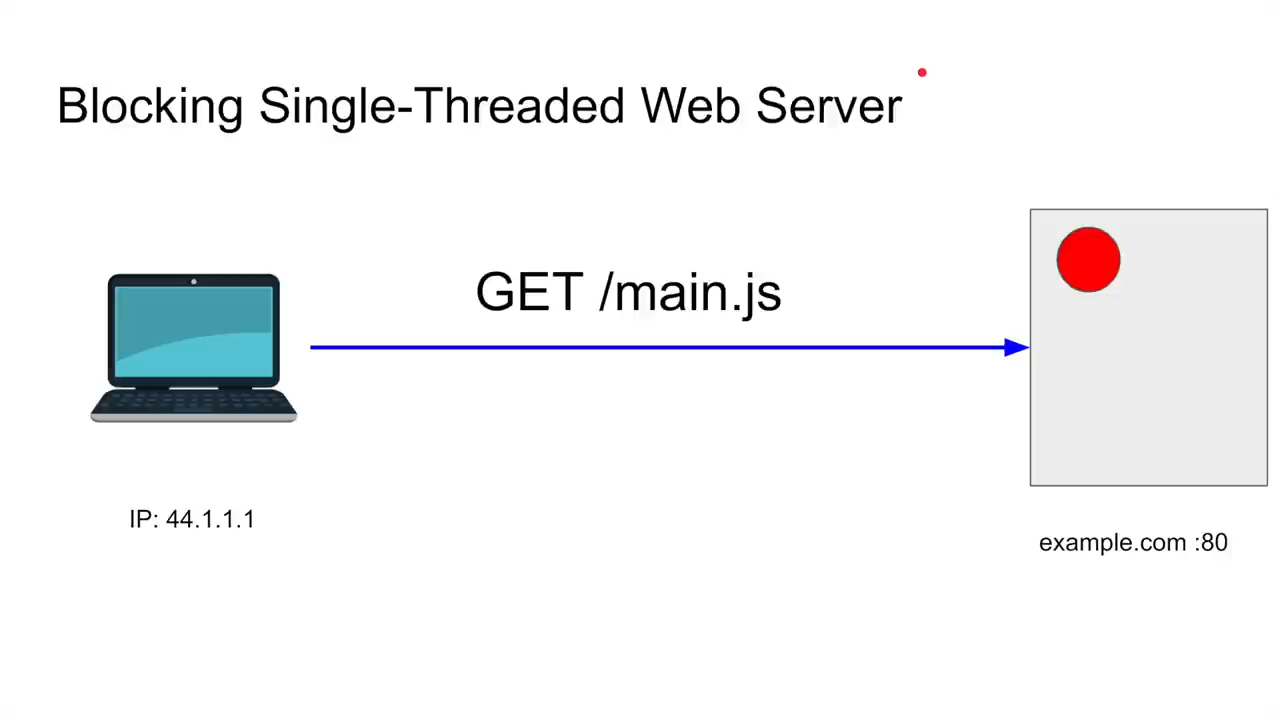 Blocking Single-Threaded Web Server
GET /main.js
IP: 44.1.1.1
example.com :80